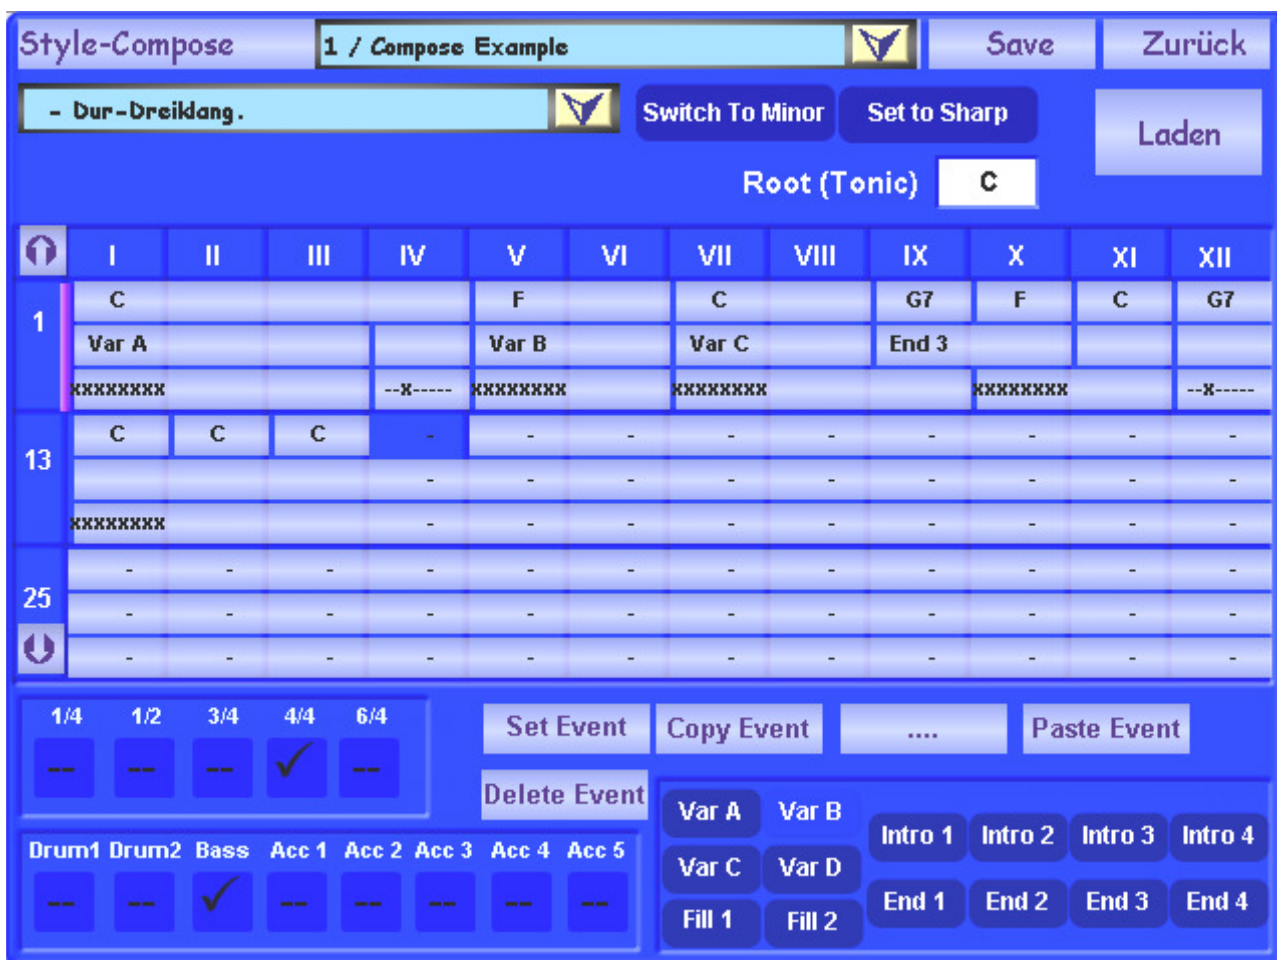 Style-Compose 1 / Compose Example Save Zurück
- Dur-Dreiklang. Switch To Minor Set to Sharp Laden
Root (Tonic) C
I II III IV V VI VII VIII IX X XI XII
1 C F C G7 F C G7
Var A Var B Var C End 3
xxxxxxxx --x----- xxxxxxxx xxxxxxxx xxxxxxxx --x-----
13 C C C - - - - - - - - -
- - - - - - - - -
xxxxxxxx - - - - - - - - -
25 - - - - - - - - - - - -
- - - - - - - - - - - -
- - - - - - - - - - - -
1/4 1/2 3/4 4/4 6/4
-- -- -- ✓ --
Set Event Copy Event .... Paste Event
Delete Event
Drum1 Drum2 Bass Acc 1 Acc 2 Acc 3 Acc 4 Acc 5
-- -- ✓ -- -- -- -- --
Var A Var B Intro 1 Intro 2 Intro 3 Intro 4
Var C Var D
Fill 1 Fill 2 End 1 End 2 End 3 End 4